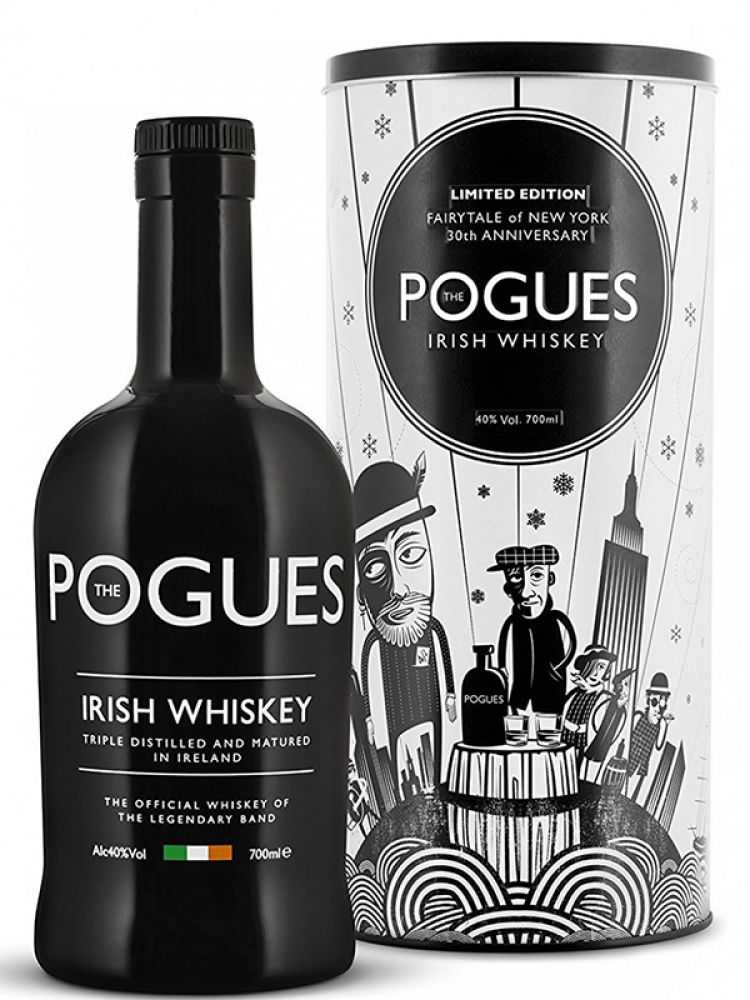 THE POGUES
IRISH WHISKEY
TRIPLE DISTILLED AND MATURED
IN IRELAND
THE OFFICIAL WHISKEY OF
THE LEGENDARY BAND
Alc40%Vol 700ml e
LIMITED EDITION
FAIRYTALE of NEW YORK
30th ANNIVERSARY
THE POGUES
IRISH WHISKEY
40% Vol. 700ml
POGUES